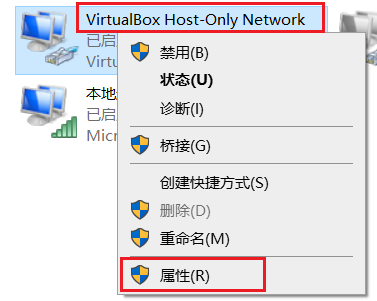 VirtualBox Host-Only Network
已启
Virtu
本地
已启
Micr
禁用(B)
状态(U)
诊断(I)
桥接(G)
创建快捷方式(S)
删除(D)
重命名(M)
属性(R)